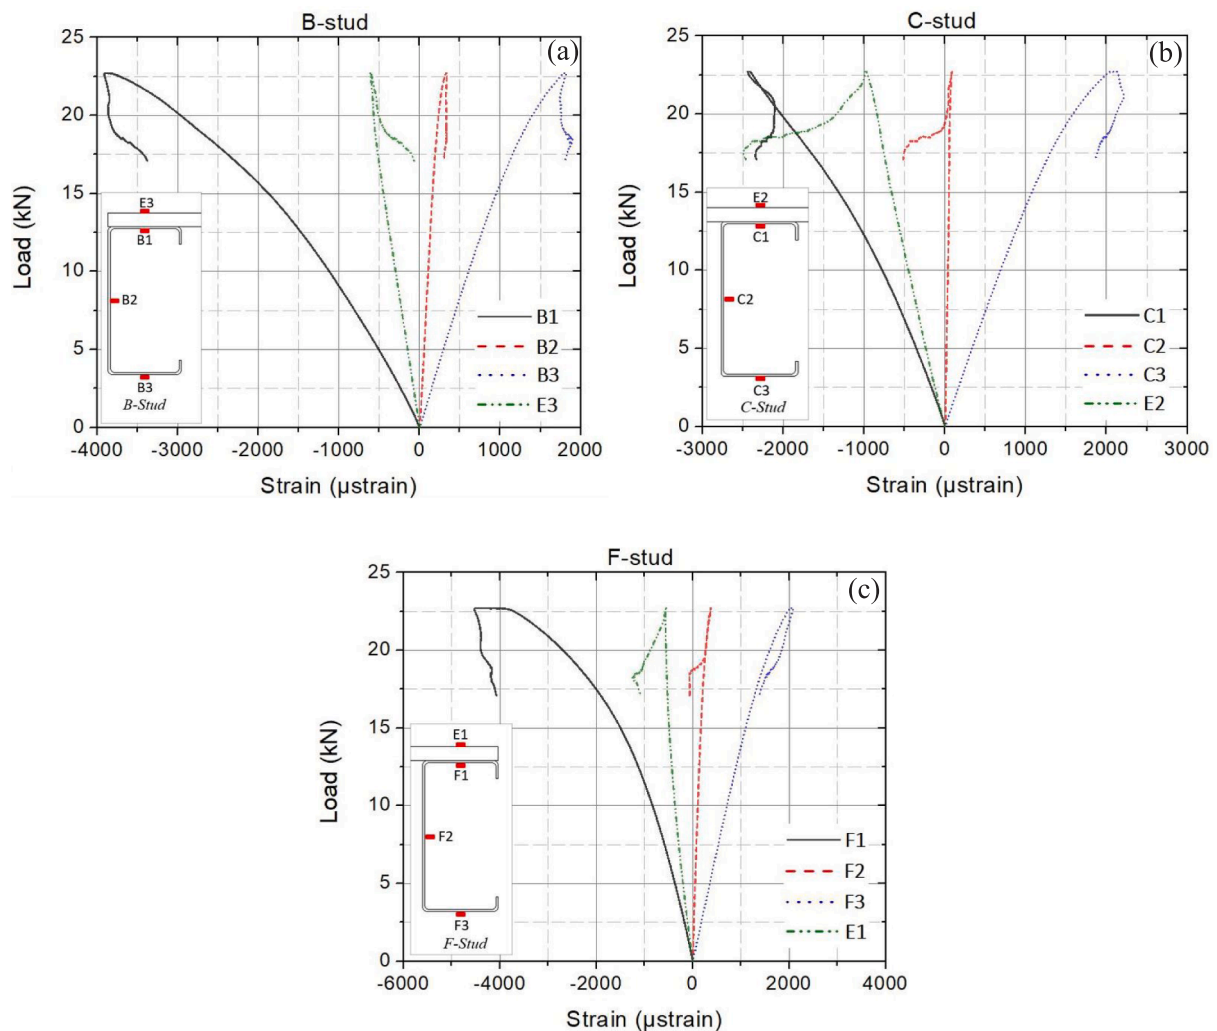 B-stud
(a)
25
20
15
10
5
0
Load (kN)
-4000 -3000 -2000 -1000 0 1000 2000
Strain (µstrain)
E3
B1
B2
B3
B-Stud
B1
B2
B3
E3
C-stud
(b)
25
20
15
10
5
0
Load (kN)
-3000 -2000 -1000 0 1000 2000 3000
Strain (µstrain)
E2
C1
C2
C3
C-Stud
C1
C2
C3
E2
F-stud
(c)
25
20
15
10
5
0
Load (kN)
-6000 -4000 -2000 0 2000 4000
Strain (µstrain)
E1
F1
F2
F3
F-Stud
F1
F2
F3
E1